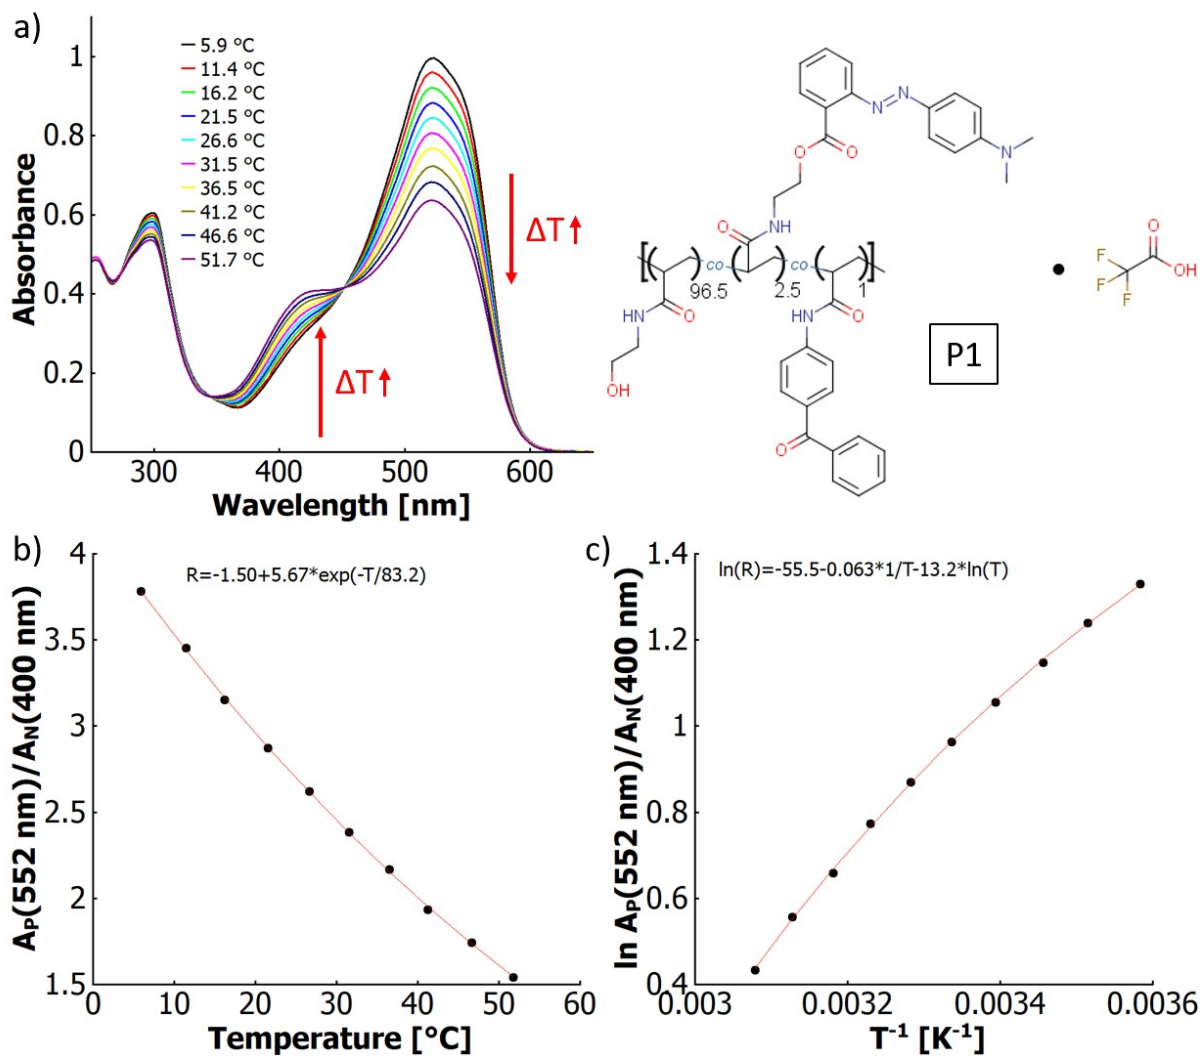 a)
Absorbance
1
0.8
0.6
0.4
0.2
0
5.9 °C
11.4 °C
16.2 °C
21.5 °C
26.6 °C
31.5 °C
36.5 °C
41.2 °C
46.6 °C
51.7 °C
ΔT
ΔT
300
400
500
600
Wavelength [nm]
N
N
N
O
O
O
NH
[( )96.5 co ( )2.5 co ( )1]
HN
O
OH
HN
O
O
P1
F
F
F
O
OH
b)
AP(552 nm)/AN(400 nm)
R=-1.50+5.67*exp(-T/83.2)
4
3.5
3
2.5
2
1.5
0
10
20
30
40
50
60
Temperature [°C]
c)
ln AP(552 nm)/AN(400 nm)
ln(R)=-55.5-0.063*1/T-13.2*ln(T)
1.4
1.2
1
0.8
0.6
0.4
0.003
0.0032
0.0034
0.0036
T-1 [K-1]